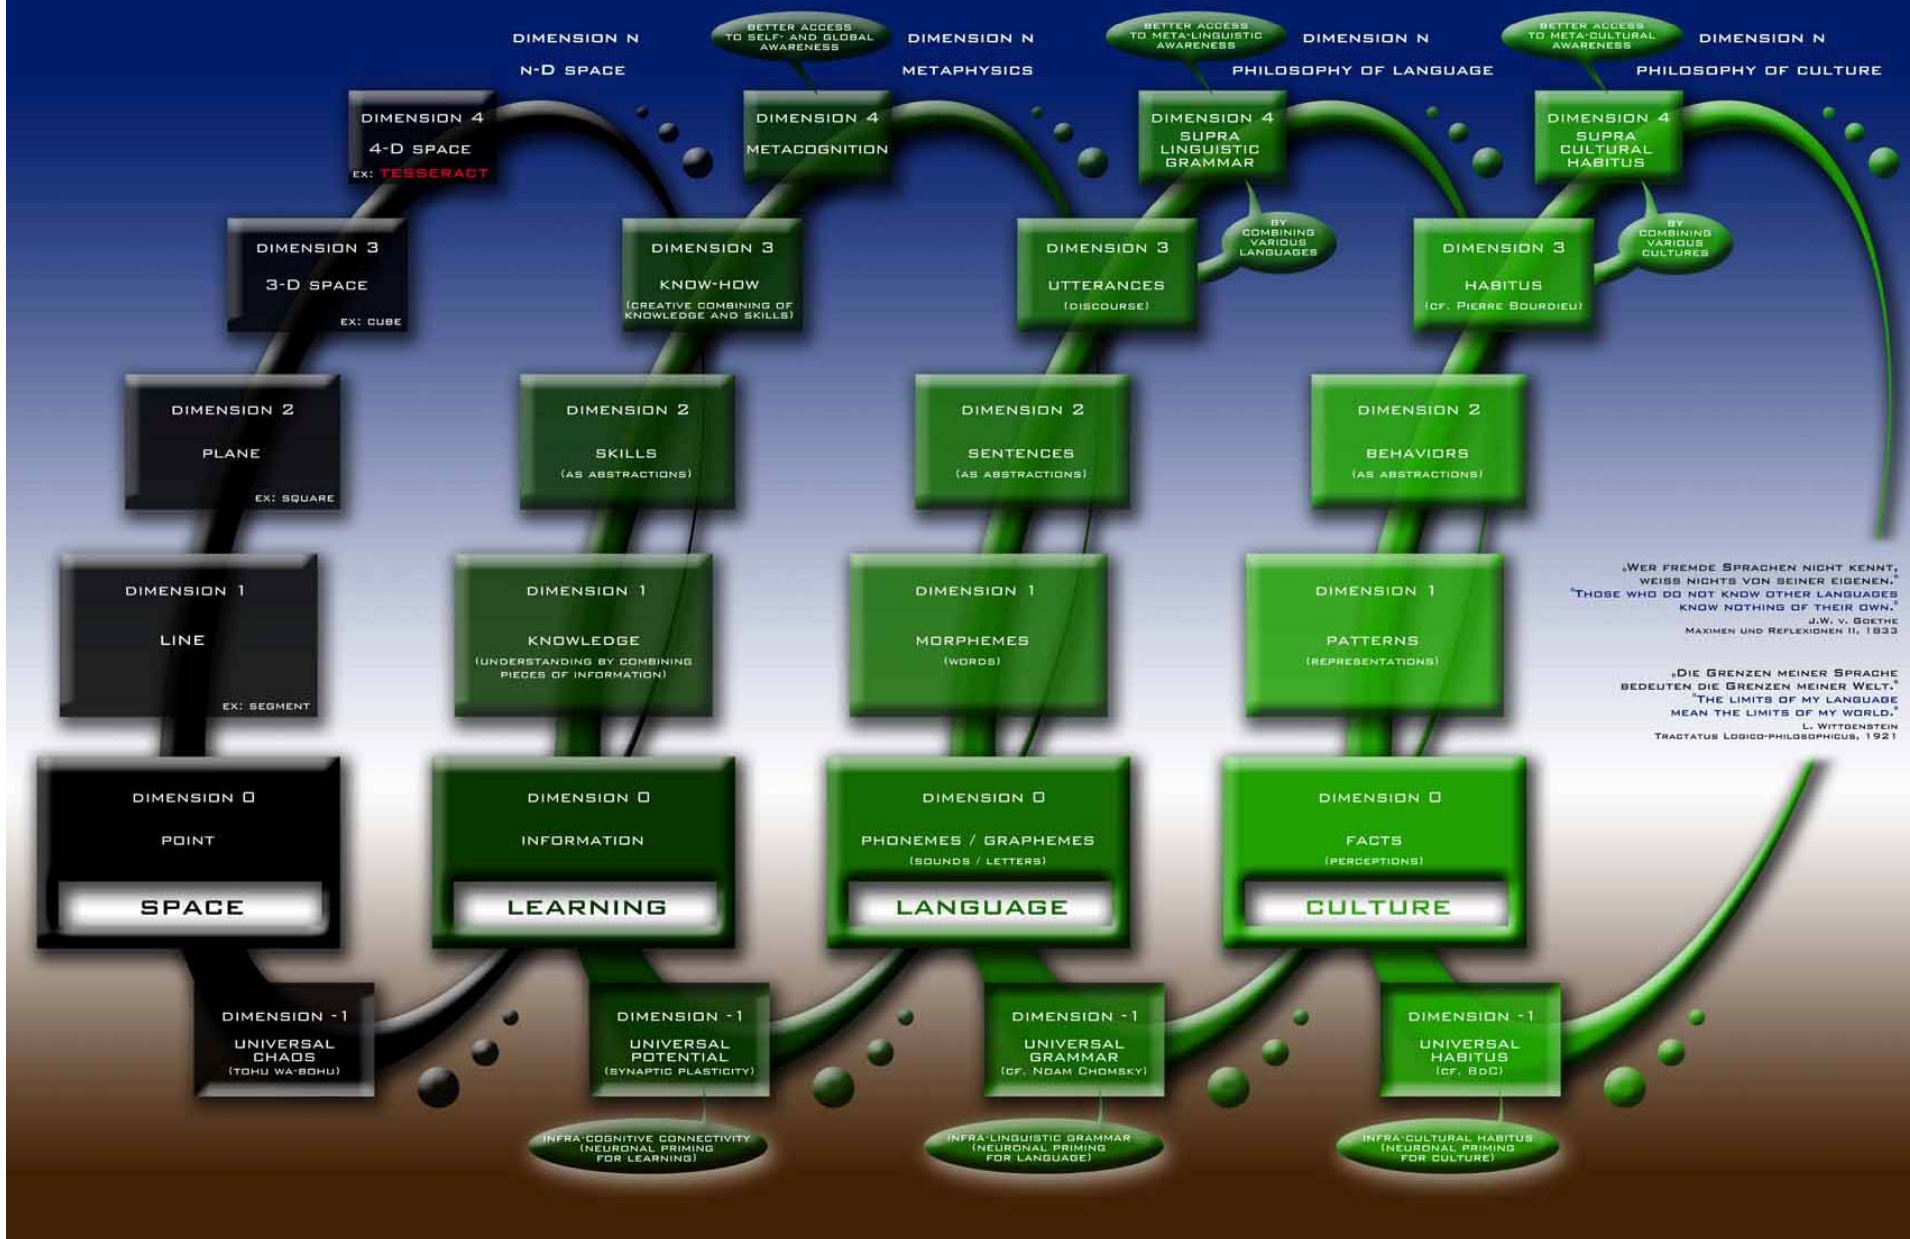 DIMENSION N
N-D SPACE
DIMENSION 4
4-D SPACE
EX: TESSERACT
DIMENSION 3
3-D SPACE
EX: CUBE
DIMENSION 2
PLANE
EX: SQUARE
DIMENSION 1
LINE
EX: SEGMENT
DIMENSION 0
POINT
SPACE
DIMENSION -1
UNIVERSAL
CHAOS
(TOHU WA-BOHU)
BETTER ACCESS
TO SELF- AND GLOBAL
AWARENESS
DIMENSION N
METAPHYSICS
DIMENSION 4
METACOGNITION
DIMENSION 3
KNOW-HOW
(CREATIVE COMBINING OF
KNOWLEDGE AND SKILLS)
DIMENSION 2
SKILLS
(AS ABSTRACTIONS)
DIMENSION 1
KNOWLEDGE
(UNDERSTANDING BY COMBINING
PIECES OF INFORMATION)
DIMENSION 0
INFORMATION
LEARNING
DIMENSION -1
UNIVERSAL
POTENTIAL
(SYNAPTIC PLASTICITY)
INFRA-COGNITIVE CONNECTIVITY
(NEURONAL PRIMING
FOR LEARNING)
BETTER ACCESS
TO META-LINGUISTIC
AWARENESS
DIMENSION N
PHILOSOPHY OF LANGUAGE
DIMENSION 4
SUPRA
LINGUISTIC
GRAMMAR
BY
COMBINING
VARIOUS
LANGUAGES
DIMENSION 3
UTTERANCES
(DISCOURSE)
DIMENSION 2
SENTENCES
(AS ABSTRACTIONS)
DIMENSION 1
MORPHEMES
(WORDS)
DIMENSION 0
PHONEMES / GRAPHEMES
(SOUNDS / LETTERS)
LANGUAGE
DIMENSION -1
UNIVERSAL
GRAMMAR
(CF. NOAM CHOMSKY)
INFRA-LINGUISTIC GRAMMAR
(NEURONAL PRIMING
FOR LANGUAGE)
BETTER ACCESS
TO META-CULTURAL
AWARENESS
DIMENSION N
PHILOSOPHY OF CULTURE
DIMENSION 4
SUPRA
CULTURAL
HABITUS
BY
COMBINING
VARIOUS
CULTURES
DIMENSION 3
HABITUS
(CF. PIERRE BOURDIEU)
DIMENSION 2
BEHAVIORS
(AS ABSTRACTIONS)
DIMENSION 1
PATTERNS
(REPRESENTATIONS)
DIMENSION 0
FACTS
(PERCEPTIONS)
CULTURE
DIMENSION -1
UNIVERSAL
HABITUS
(CF. BDC)
INFRA-CULTURAL HABITUS
(NEURONAL PRIMING
FOR CULTURE)
„WER FREMDE SPRACHEN NICHT KENNT,
WEISS NICHTS VON SEINER EIGENEN."
"THOSE WHO DO NOT KNOW OTHER LANGUAGES
KNOW NOTHING OF THEIR OWN."
J.W. V. GOETHE
MAXIMEN UND REFLEXIONEN II, 1833
„DIE GRENZEN MEINER SPRACHE
BEDEUTEN DIE GRENZEN MEINER WELT."
"THE LIMITS OF MY LANGUAGE
MEAN THE LIMITS OF MY WORLD."
L. WITTGENSTEIN
TRACTATUS LOGICO-PHILOSOPHICUS, 1921